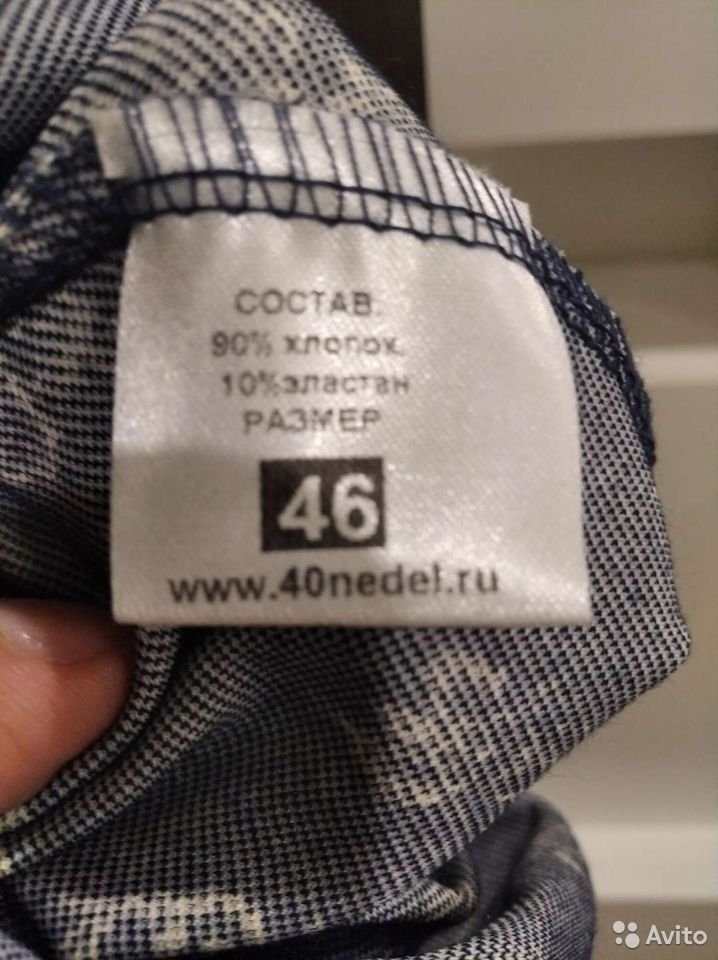 СОСТАВ:
90% хлопок,
10%эластан
РАЗМЕР
46
www.40nedel.ru
Avito